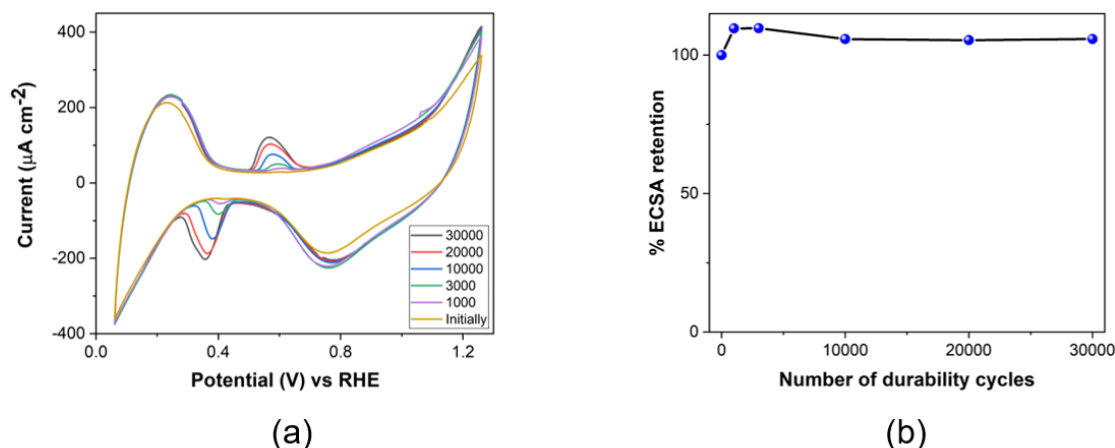 400
200
0
-200
-400
Current (μA cm-2)
30000
20000
10000
3000
1000
Initially
0.0 0.4 0.8 1.2
Potential (V) vs RHE
(a)
100
50
0
% ECSA retention
0 10000 20000 30000
Number of durability cycles
(b)